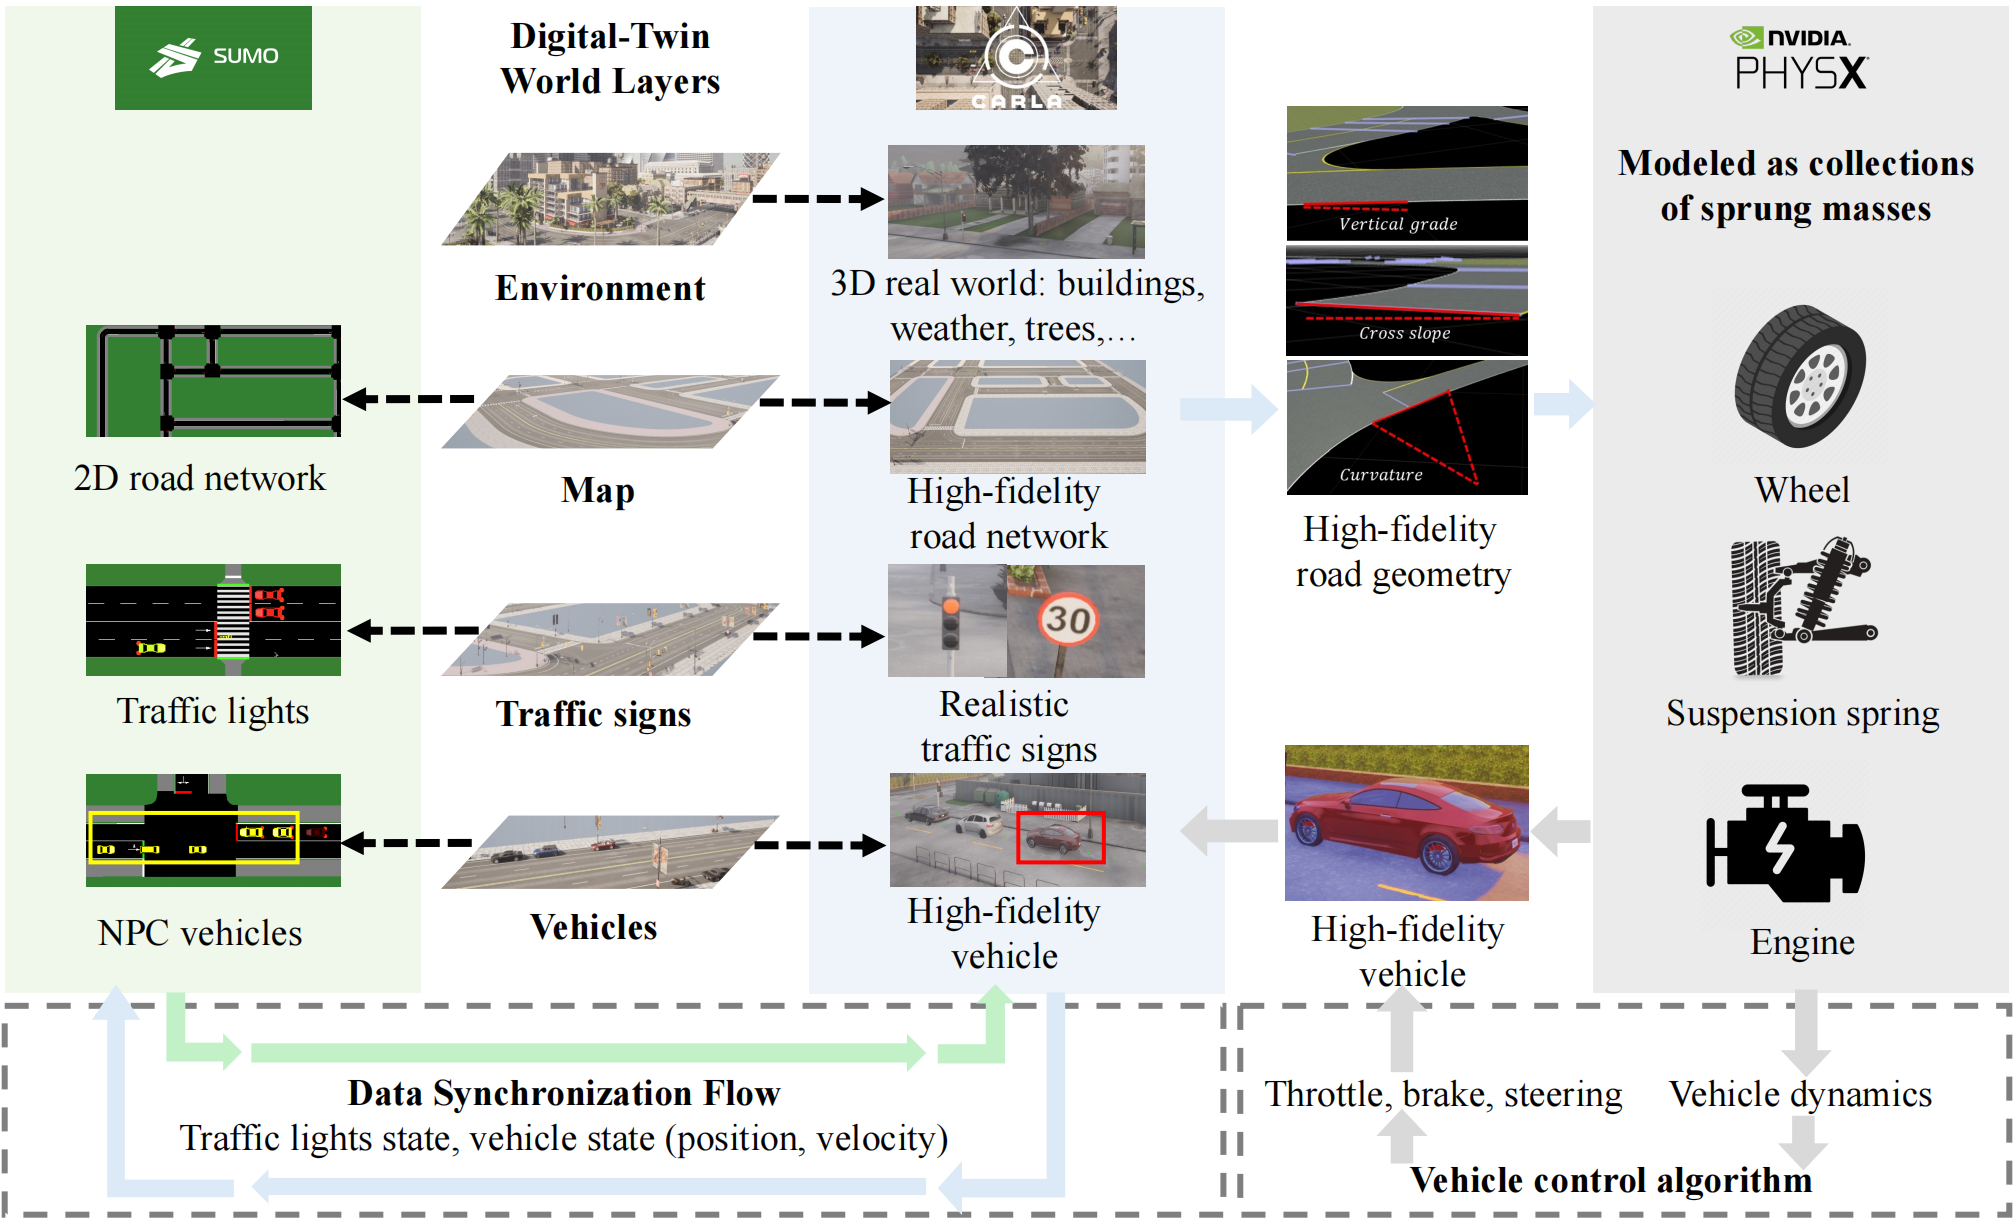 SUMO
2D road network
Traffic lights
NPC vehicles
Digital-Twin
World Layers
Environment
Map
Traffic signs
Vehicles
CARLA
3D real world: buildings,
weather, trees,...
High-fidelity
road network
30
Realistic
traffic signs
High-fidelity
vehicle
Vertical grade
Cross slope
Curvature
High-fidelity
road geometry
High-fidelity
vehicle
NVIDIA.
PHYSX
Modeled as collections
of sprung masses
Wheel
Suspension spring
Engine
Data Synchronization Flow
Traffic lights state, vehicle state (position, velocity)
Throttle, brake, steering
Vehicle dynamics
Vehicle control algorithm